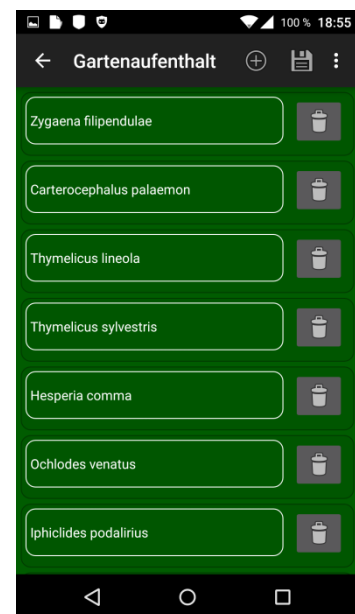 100 % 18:55
Gartenaufenthalt
Zygaena filipendulae
Carterocephalus palaemon
Thymelicus lineola
Thymelicus sylvestris
Hesperia comma
Ochlodes venatus
Iphiclides podalirius